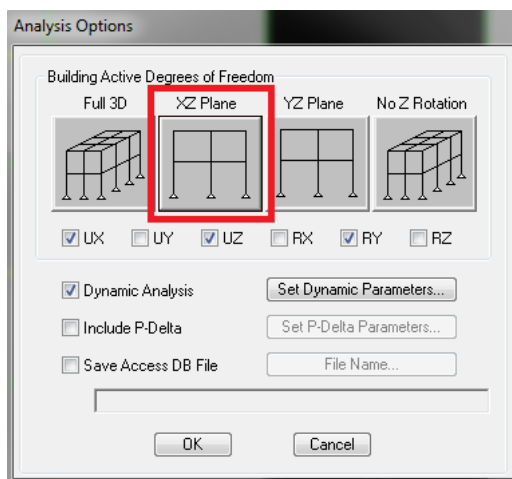 Analysis Options
Building Active Degrees of Freedom
Full 3D XZ Plane YZ Plane No Z Rotation
UX UY UZ RX RY RZ
Dynamic Analysis Set Dynamic Parameters...
Include P-Delta Set P-Delta Parameters...
Save Access DB File File Name...
OK Cancel